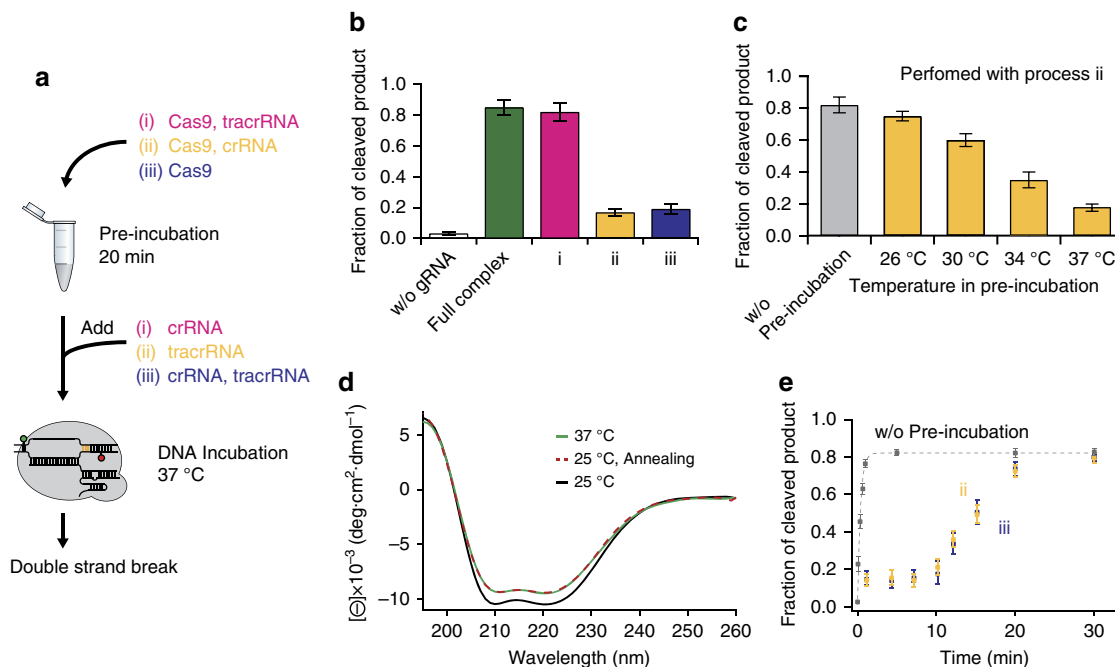 a
(i) Cas9, tracrRNA
(ii) Cas9, crRNA
(iii) Cas9
Pre-incubation
20 min
Add
(i) crRNA
(ii) tracrRNA
(iii) crRNA, tracrRNA
DNA Incubation
37 °C
Double strand break
b
Fraction of cleaved product
1.0
0.8
0.6
0.4
0.2
0.0
w/o gRNA
Full complex
i
ii
iii
c
Perfomed with process ii
Fraction of cleaved product
1.0
0.8
0.6
0.4
0.2
0.0
w/o
Pre-incubation
26 °C
30 °C
34 °C
37 °C
Temperature in pre-incubation
d
[Θ]×10⁻³ (deg·cm²·dmol⁻¹)
5
0
−5
−10
37 °C
25 °C, Annealing
25 °C
200
210
220
230
240
250
260
Wavelength (nm)
e
w/o Pre-incubation
Fraction of cleaved product
1.0
0.8
0.6
0.4
0.2
0.0
ii
iii
0
10
20
30
Time (min)